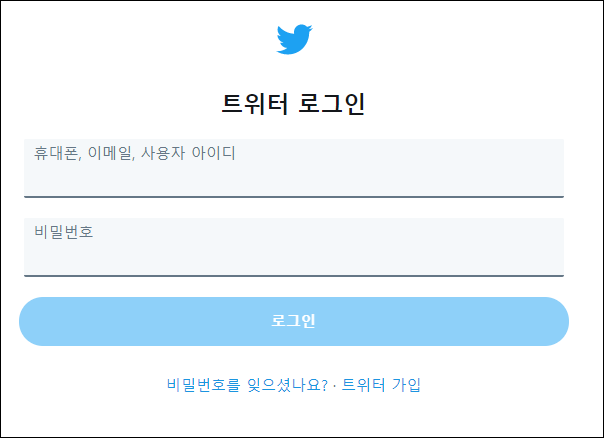 트위터 로그인
휴대폰, 이메일, 사용자 아이디
비밀번호
로그인
비밀번호를 잊으셨나요? · 트위터 가입